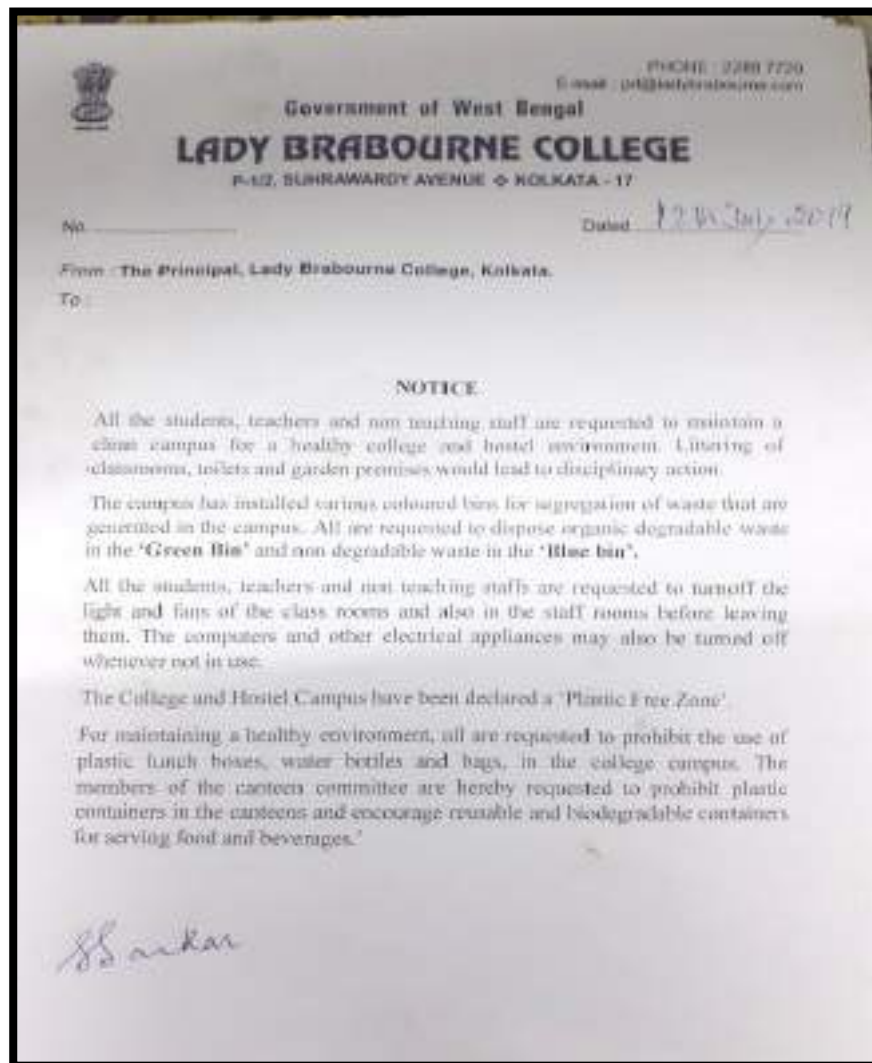 PHONE : 2289 7720
E-mail : prl@ladybrabourne.com
Government of West Bengal
LADY BRABOURNE COLLEGE
P-1/2, SUHRAWARDY AVENUE ❖ KOLKATA - 17
No.
Dated 12th July, 2019
From : The Principal, Lady Brabourne College, Kolkata.
To :
NOTICE
All the students, teachers and non teaching staff are requested to maintain a
clean campus for a healthy college and hostel environment. Littering of
classrooms, toilets and garden premises would lead to disciplinary action.
The campus has installed various coloured bins for segregation of waste that are
generated in the campus. All are requested to dispose organic degradable waste
in the ‘Green Bin’ and non degradable waste in the ‘Blue bin’.
All the students, teachers and non teaching staffs are requested to turnoff the
light and fans of the class rooms and also in the staff rooms before leaving
them. The computers and other electrical appliances may also be turned off
whenever not in use.
The College and Hostel Campus have been declared a ‘Plastic Free Zone’.
For maintaining a healthy environment, all are requested to prohibit the use of
plastic lunch boxes, water bottles and bags, in the college campus. The
members of the canteen committee are hereby requested to prohibit plastic
containers in the canteens and encourage reusable and biodegradable containers
for serving food and beverages.’
SSarkar